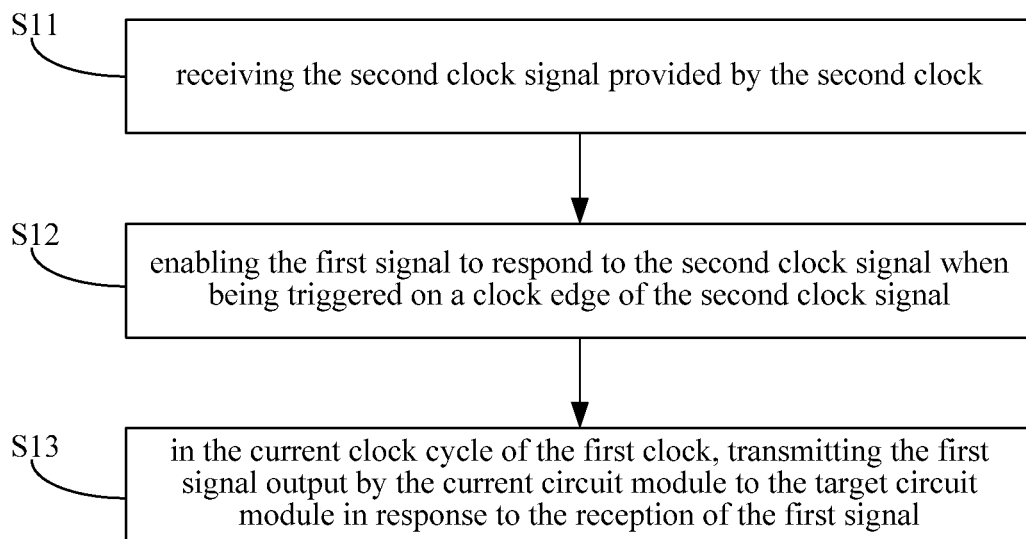 S11
receiving the second clock signal provided by the second clock
S12
enabling the first signal to respond to the second clock signal when
being triggered on a clock edge of the second clock signal
S13
in the current clock cycle of the first clock, transmitting the first
signal output by the current circuit module to the target circuit
module in response to the reception of the first signal